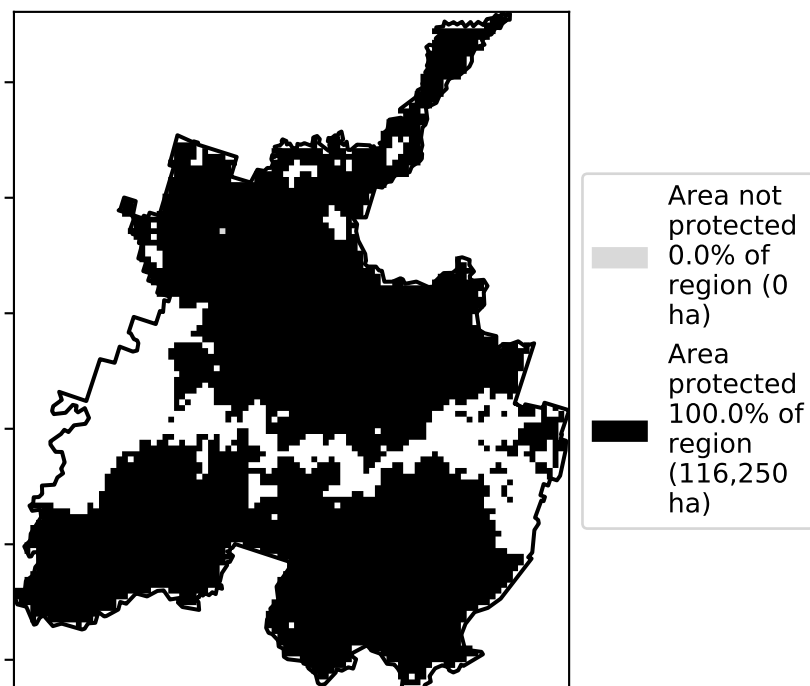 Area not
protected
0.0% of
region (0
ha)
Area
protected
100.0% of
region
(116,250
ha)